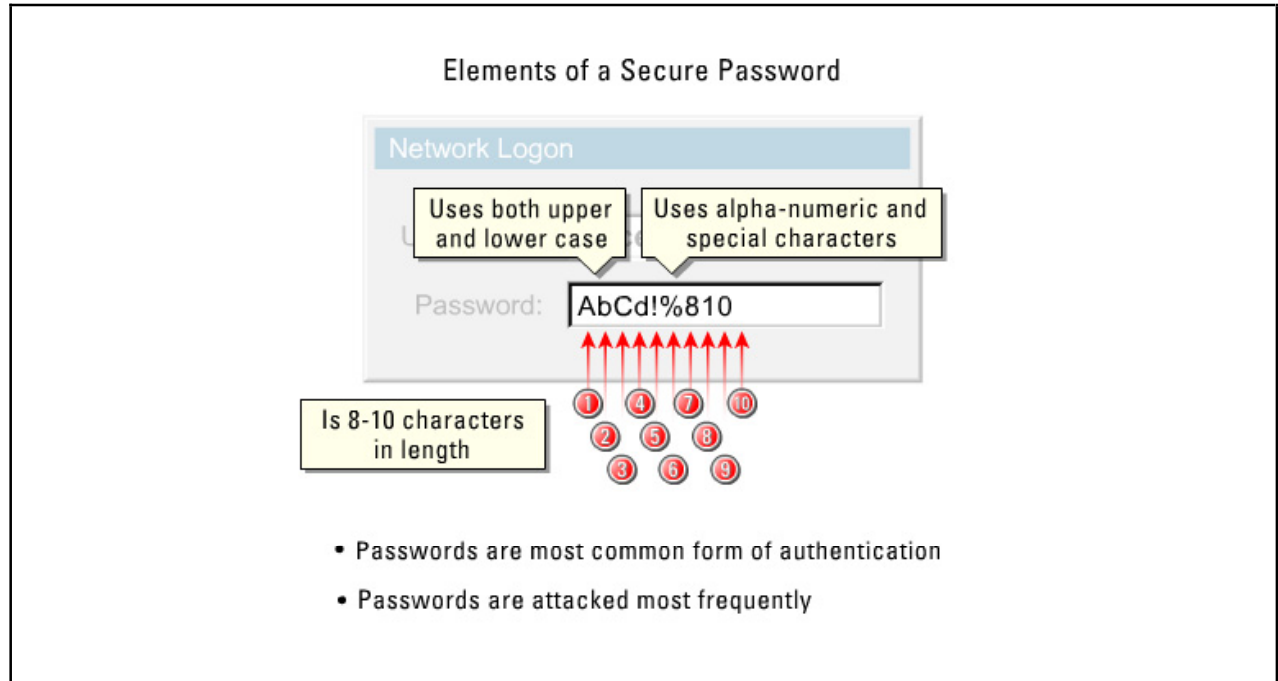 Elements of a Secure Password
Network Logon
Uses both upper
and lower case
Uses alpha-numeric and
special characters
Password:
AbCd!%810
1
4
7
10
2
5
8
3
6
9
Is 8-10 characters
in length
• Passwords are most common form of authentication
• Passwords are attacked most frequently